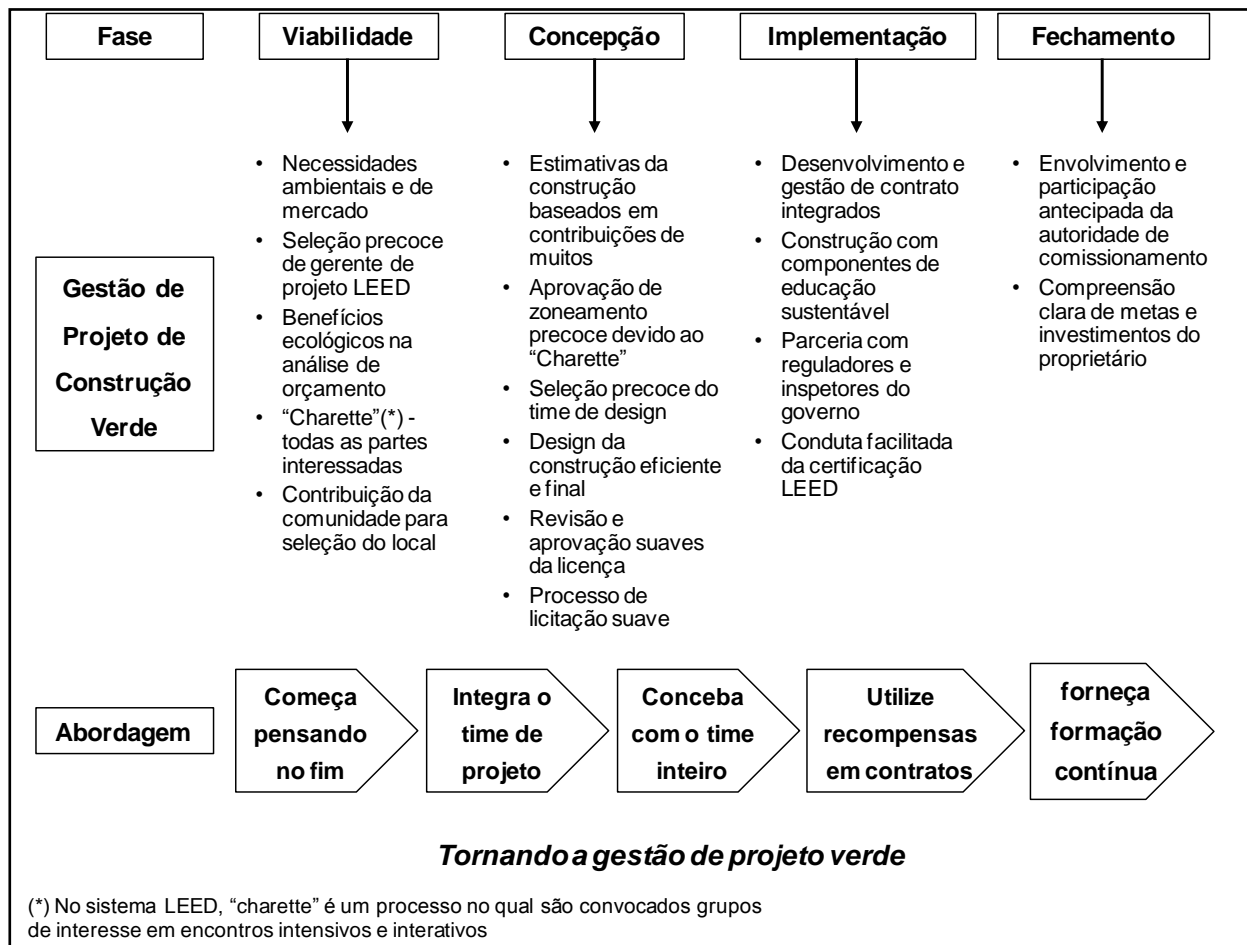 Fase
Viabilidade
Concepção
Implementação
Fechamento
Gestão de
Projeto de
Construção
Verde
• Necessidades
ambientais e de
mercado
• Seleção precoce
de gerente de
projeto LEED
• Benefícios
ecológicos na
análise de
orçamento
• “Charette”(*) -
todas as partes
interessadas
• Contribuição da
comunidade para
seleção do local
• Estimativas da
construção
baseados em
contribuições de
muitos
• Aprovação de
zoneamento
precoce devido ao
“Charette”
• Seleção precoce
do time de design
• Design da
construção eficiente
e final
• Revisão e
aprovação suaves
da licença
• Processo de
licitação suave
• Desenvolvimento e
gestão de contrato
integrados
• Construção com
componentes de
educação
sustentável
• Parceria com
reguladores e
inspetores do
governo
• Conduta facilitada
da certificação
LEED
• Envolvimento e
participação
antecipada da
autoridade de
comissionamento
• Compreensão
clara de metas e
investimentos do
proprietário
Abordagem
Começa
pensando
no fim
Integra o
time de
projeto
Conceba
com o time
inteiro
Utilize
recompensas
em contratos
forneça
formação
contínua
Tornando a gestão de projeto verde
(*) No sistema LEED, “charette” é um processo no qual são convocados grupos
de interesse em encontros intensivos e interativos